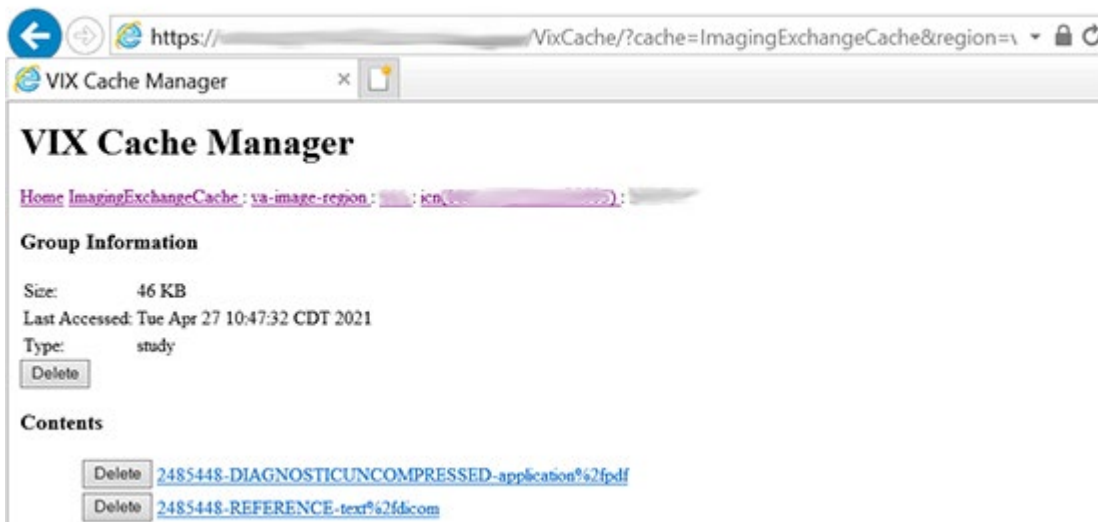 https:// /VixCache/?cache=ImagingExchangeCache&region=
VIX Cache Manager
VIX Cache Manager
Home ImagingExchangeCache : va-image-region : : icn( ) :
Group Information
Size: 46 KB
Last Accessed: Tue Apr 27 10:47:32 CDT 2021
Type: study
Delete
Contents
Delete 2485448-DIAGNOSTICUNCOMPRESSED-application%2fpdf
Delete 2485448-REFERENCE-text%2fdicom